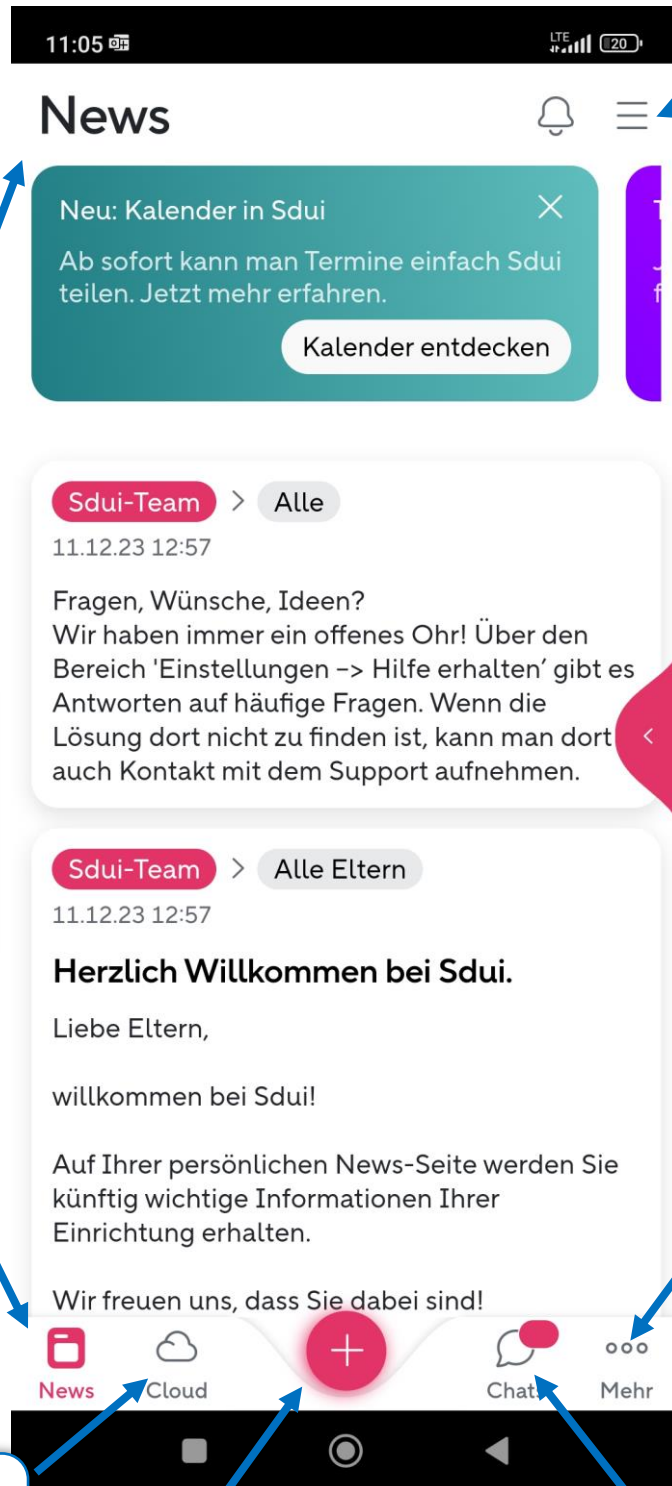 11:05
LTE
20
News
Neu: Kalender in Sdui
Ab sofort kann man Termine einfach Sdui
teilen. Jetzt mehr erfahren.
Kalender entdecken
Sdui-Team > Alle
11.12.23 12:57
Fragen, Wünsche, Ideen?
Wir haben immer ein offenes Ohr! Über den
Bereich 'Einstellungen –> Hilfe erhalten‘ gibt es
Antworten auf häufige Fragen. Wenn die
Lösung dort nicht zu finden ist, kann man dort
auch Kontakt mit dem Support aufnehmen.
Sdui-Team > Alle Eltern
11.12.23 12:57
Herzlich Willkommen bei Sdui.
Liebe Eltern,
willkommen bei Sdui!
Auf Ihrer persönlichen News-Seite werden Sie
künftig wichtige Informationen Ihrer
Einrichtung erhalten.
Wir freuen uns, dass Sie dabei sind!
News Cloud Chats Mehr